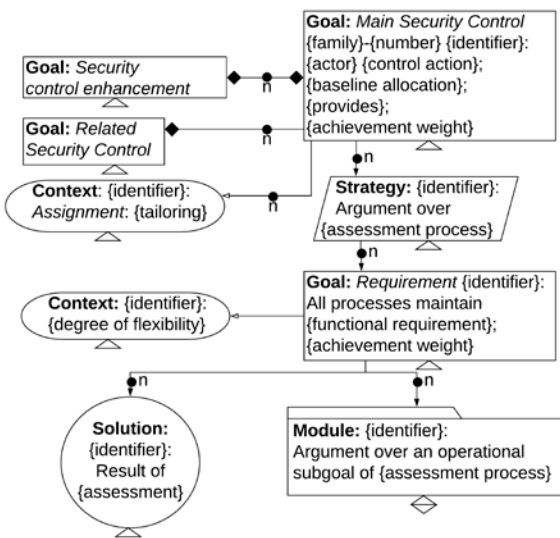 Goal: Main Security Control
{family}-{number} {identifier}:
{actor} {control action};
{baseline allocation};
{provides};
{achievement weight}
Goal: Security
control enhancement
n
Goal: Related
Security Control
n
n
Context: {identifier}:
Assignment: {tailoring}
n
Strategy: {identifier}:
Argument over
{assessment process}
n
Goal: Requirement {identifier}:
All processes maintain
{functional requirement};
{achievement weight}
Context: {identifier}:
{degree of flexibility}
n
n
Solution:
{identifier}:
Result of
{assessment}
Module: {identifier}:
Argument over an operational
subgoal of {assessment process}